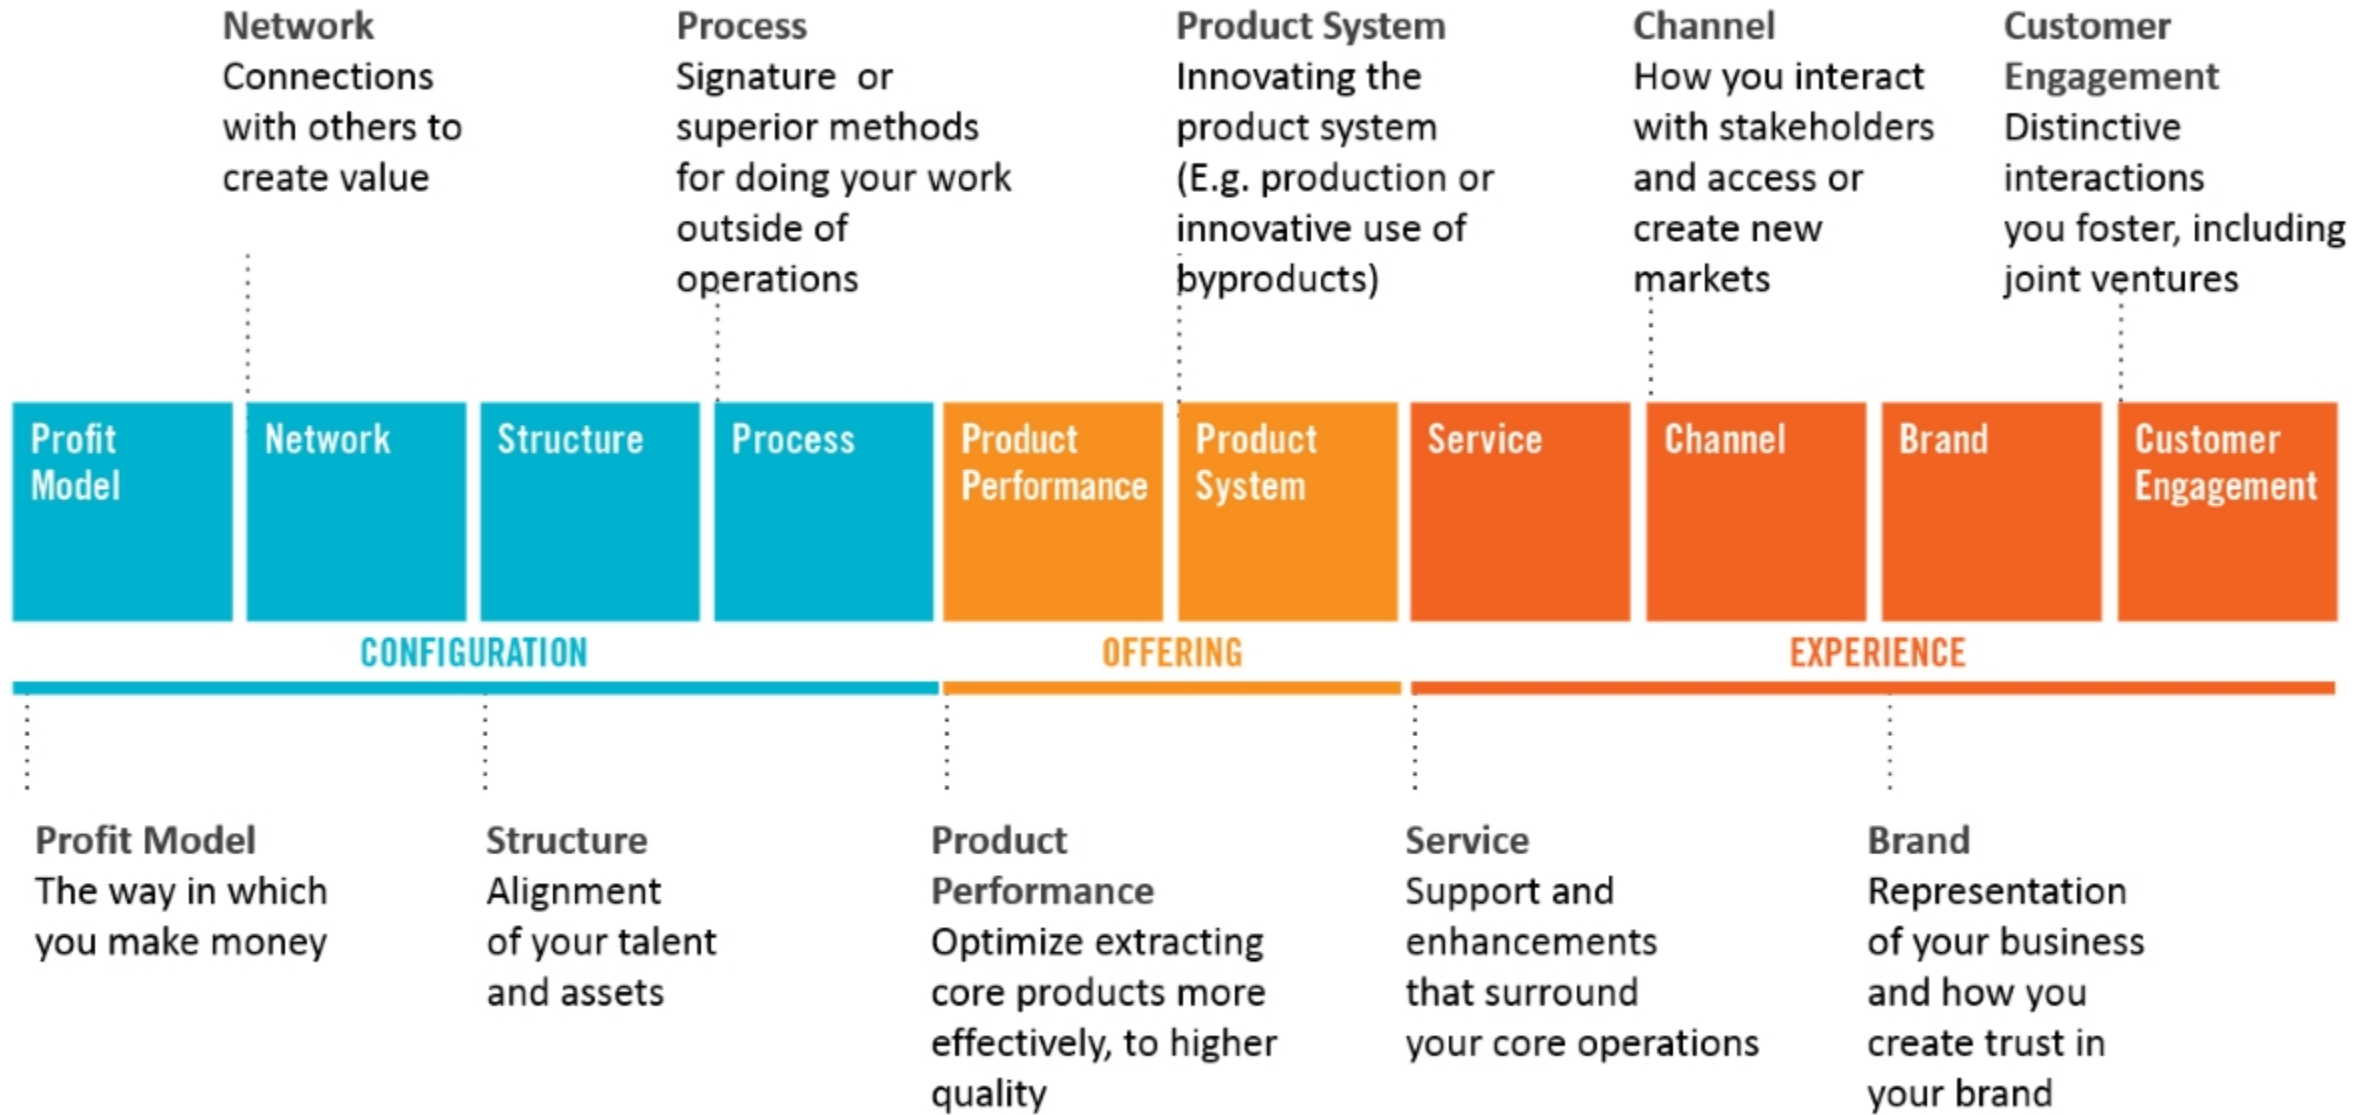 Network
Connections
with others to
create value
Process
Signature  or
superior methods
for doing your work
outside of
operations
Product System
Innovating the
product system
(E.g. production or
innovative use of
byproducts)
Channel
How you interact
with stakeholders
and access or
create new
markets
Customer
Engagement
Distinctive
interactions
you foster, including
joint ventures
Profit
Model
Network
Structure
Process
Product
Performance
Product
System
Service
Channel
Brand
Customer
Engagement
CONFIGURATION
OFFERING
EXPERIENCE
Profit Model
The way in which
you make money
Structure
Alignment
of your talent
and assets
Product
Performance
Optimize extracting
core products more
effectively, to higher
quality
Service
Support and
enhancements
that surround
your core operations
Brand
Representation
of your business
and how you
create trust in
your brand